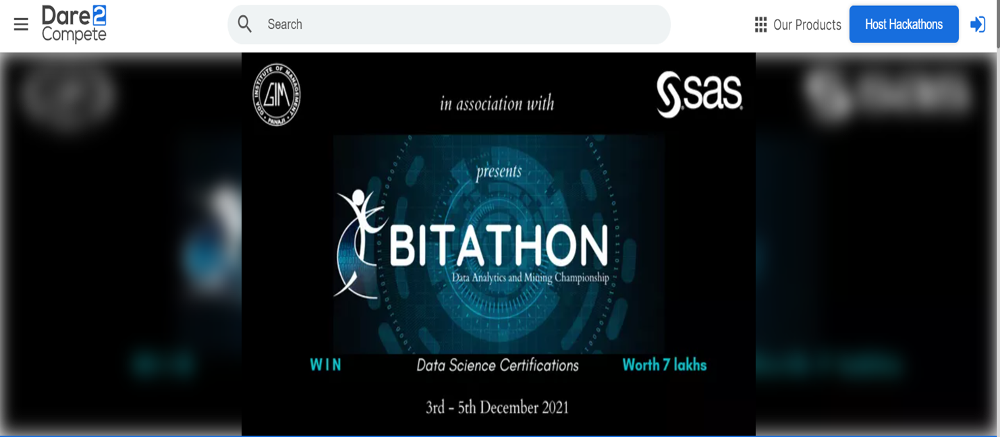 Dare2
Compete
Search
Our Products
Host Hackathons
GOA INSTITUTE OF MANAGEMENT
GIM
PANAJI
in association with
sas
presents
BITATHON
Data Analytics and Mining Championship
WIN
Data Science Certifications
Worth 7 lakhs
3rd - 5th December 2021